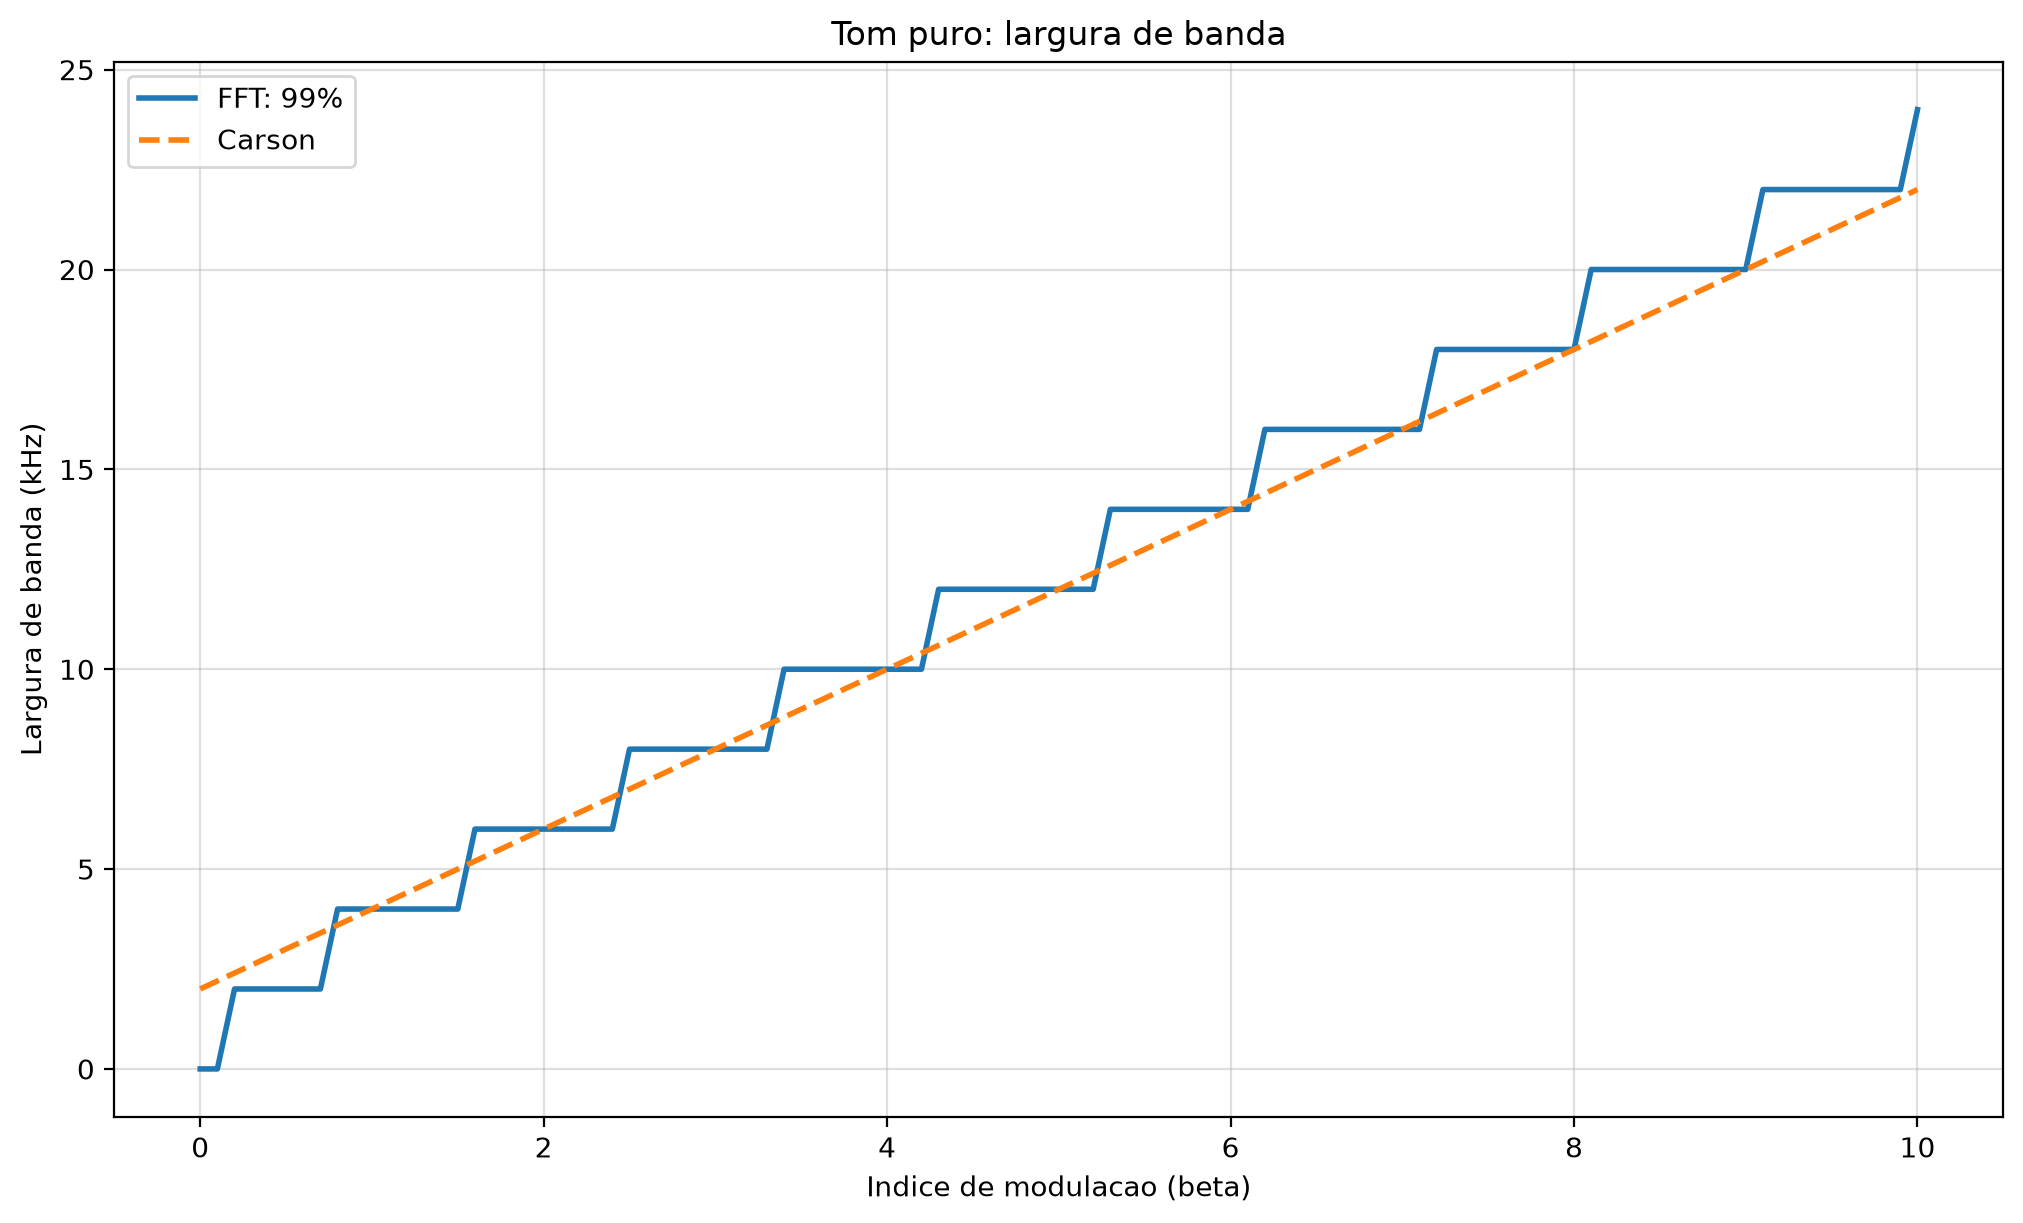 Tom puro: largura de banda
FFT: 99%
Carson
Largura de banda (kHz)
25
20
15
10
5
0
0 2 4 6 8 10
Indice de modulacao (beta)